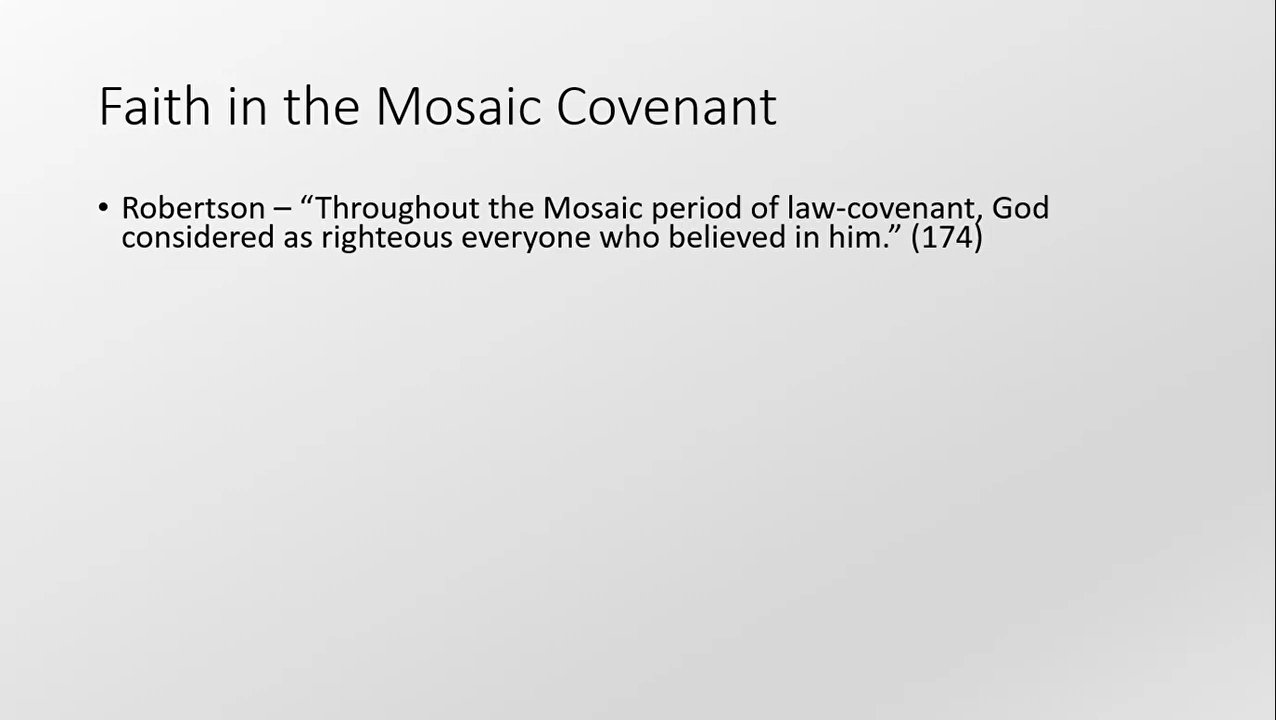 Faith in the Mosaic Covenant
• Robertson – “Throughout the Mosaic period of law-covenant, God
considered as righteous everyone who believed in him.” (174)